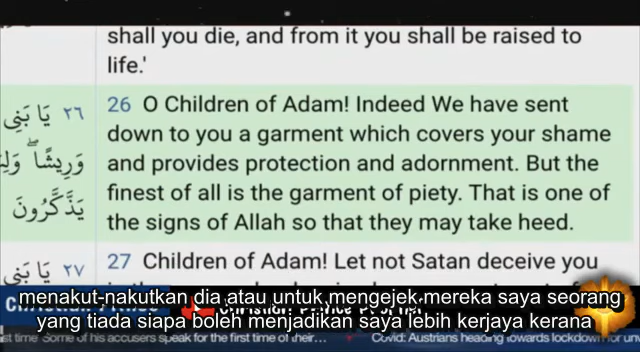 shall you die, and from it you shall be raised to
life.'
٢٦ يَا بَنِي
26 O Children of Adam! Indeed We have sent
down to you a garment which covers your shame
and provides protection and adornment. But the
finest of all is the garment of piety. That is one of
the signs of Allah so that they may take heed.
وَرِيشًا ۖ
يَذَّكَّرُونَ
٢٧ يَا بَنِي
27 Children of Adam! Let not Satan deceive you
menakut-nakutkan dia atau untuk mengejek mereka saya seorang
yang tiada siapa boleh menjadikan saya lebih kerjaya kerana
Some of his accusers speak for the first time of their...
Covid: Austrians heading towards lockdown for